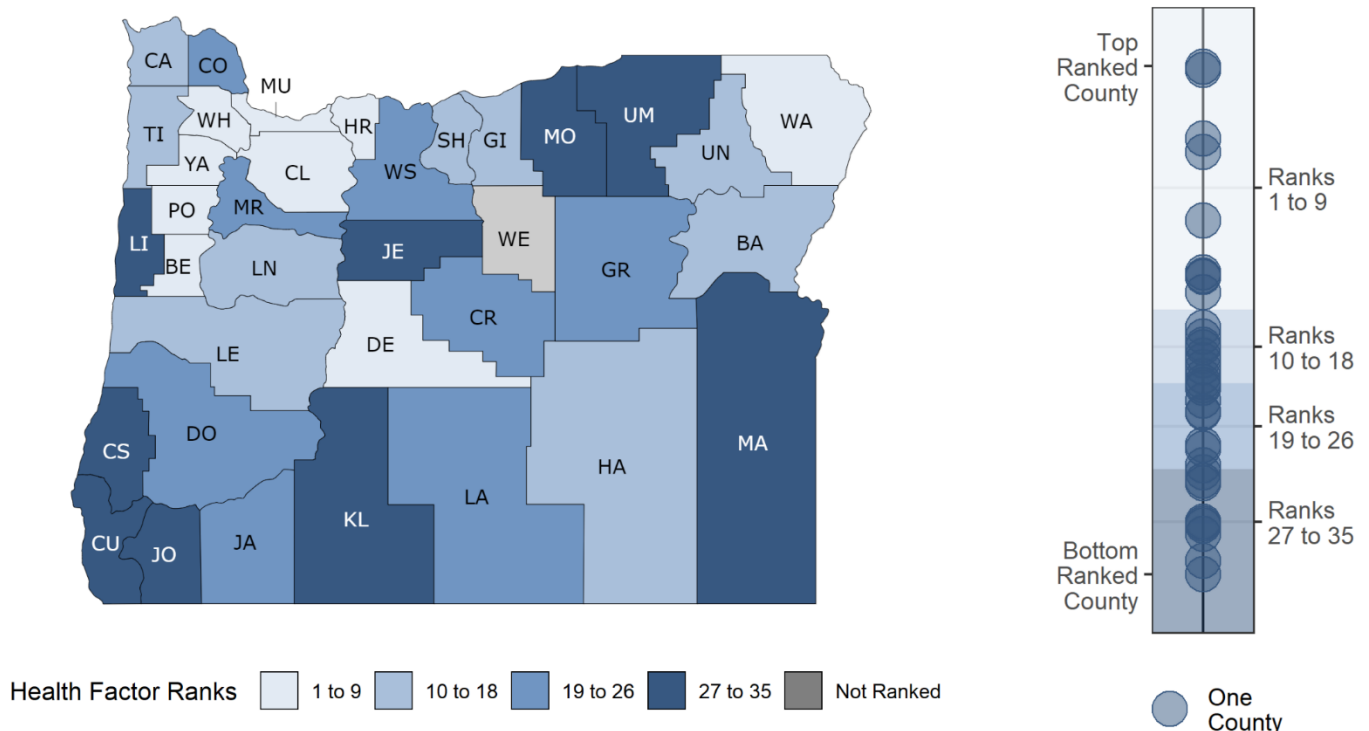 CA
CO
MU
WH
HR
TI
SH
GI
MO
UM
WA
UN
YA
CL
WS
PO
MR
LI
JE
WE
BA
BE
LN
GR
CR
DE
LE
DO
CS
HA
MA
LA
KL
CU
JO
JA
Health Factor Ranks
1 to 9
10 to 18
19 to 26
27 to 35
Not Ranked
Top
Ranked
County
Ranks
1 to 9
Ranks
10 to 18
Ranks
19 to 26
Ranks
27 to 35
Bottom
Ranked
County
One
County